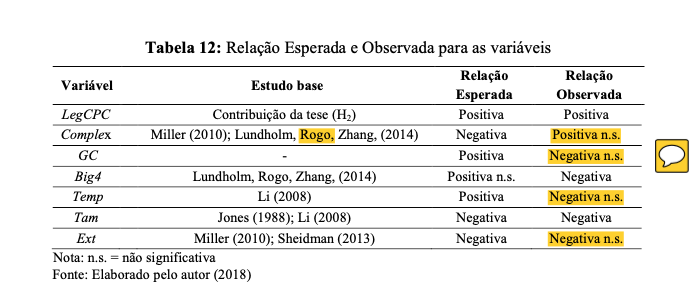 Tabela 12: Relação Esperada e Observada para as variáveis
Variável Estudo base Relação Esperada Relação Observada
LegCPC Contribuição da tese (H₂) Positiva Positiva
Complex Miller (2010); Lundholm, Rogo, Zhang, (2014) Negativa Positiva n.s.
GC - Positiva Negativa n.s.
Big4 Lundholm, Rogo, Zhang, (2014) Positiva n.s. Negativa
Temp Li (2008) Positiva Negativa n.s.
Tam Jones (1988); Li (2008) Negativa Negativa
Ext Miller (2010); Sheidman (2013) Negativa Negativa n.s.
Nota: n.s. = não significativa
Fonte: Elaborado pelo autor (2018)